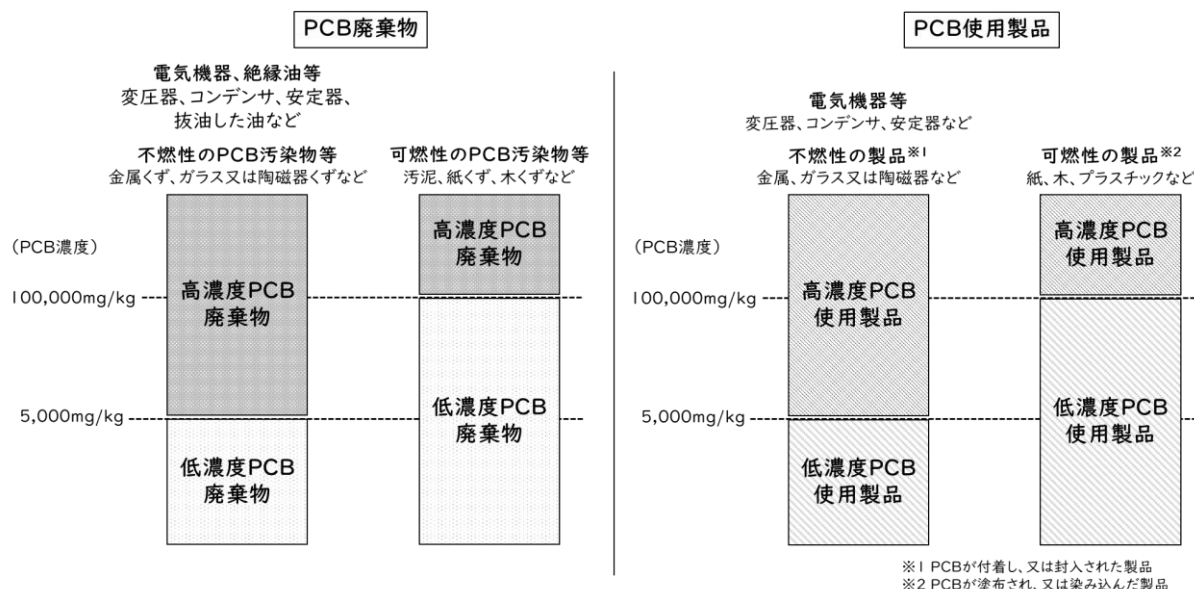 PCB廃棄物
電気機器、絶縁油等
変圧器、コンデンサ、安定器、
抜油した油など
不燃性のPCB汚染物等
金属くず、ガラス又は陶磁器くずなど
可燃性のPCB汚染物等
汚泥、紙くず、木くずなど
(PCB濃度)
100,000mg/kg
5,000mg/kg
高濃度PCB
廃棄物
低濃度PCB
廃棄物
高濃度PCB
廃棄物
低濃度PCB
廃棄物
PCB使用製品
電気機器等
変圧器、コンデンサ、安定器など
不燃性の製品※1
金属、ガラス又は陶磁器など
可燃性の製品※2
紙、木、プラスチックなど
(PCB濃度)
100,000mg/kg
5,000mg/kg
高濃度PCB
使用製品
低濃度PCB
使用製品
高濃度PCB
使用製品
低濃度PCB
使用製品
※1 PCBが付着し、又は封入された製品
※2 PCBが塗布され、又は染み込んだ製品